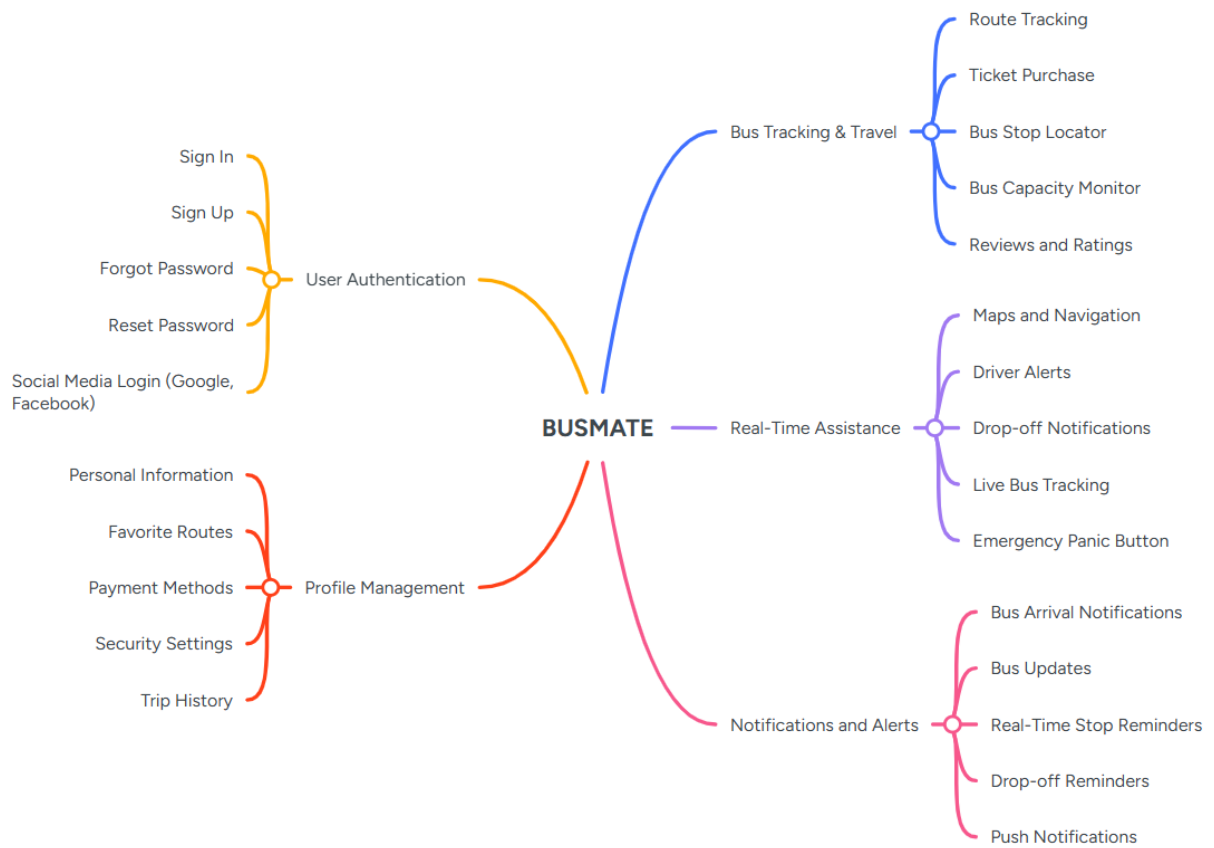 BUSMATE
Bus Tracking & Travel
Route Tracking
Ticket Purchase
Bus Stop Locator
Bus Capacity Monitor
Reviews and Ratings
Real-Time Assistance
Maps and Navigation
Driver Alerts
Drop-off Notifications
Live Bus Tracking
Emergency Panic Button
Notifications and Alerts
Bus Arrival Notifications
Bus Updates
Real-Time Stop Reminders
Drop-off Reminders
Push Notifications
User Authentication
Sign In
Sign Up
Forgot Password
Reset Password
Social Media Login (Google,
Facebook)
Profile Management
Personal Information
Favorite Routes
Payment Methods
Security Settings
Trip History